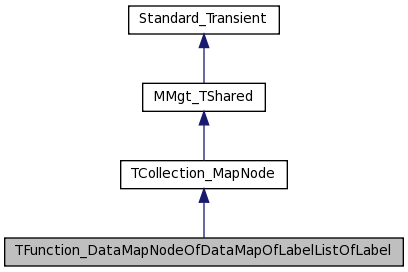 Standard_Transient
MMgt_TShared
TCollection_MapNode
TFunction_DataMapNodeOfDataMapOfLabelListOfLabel